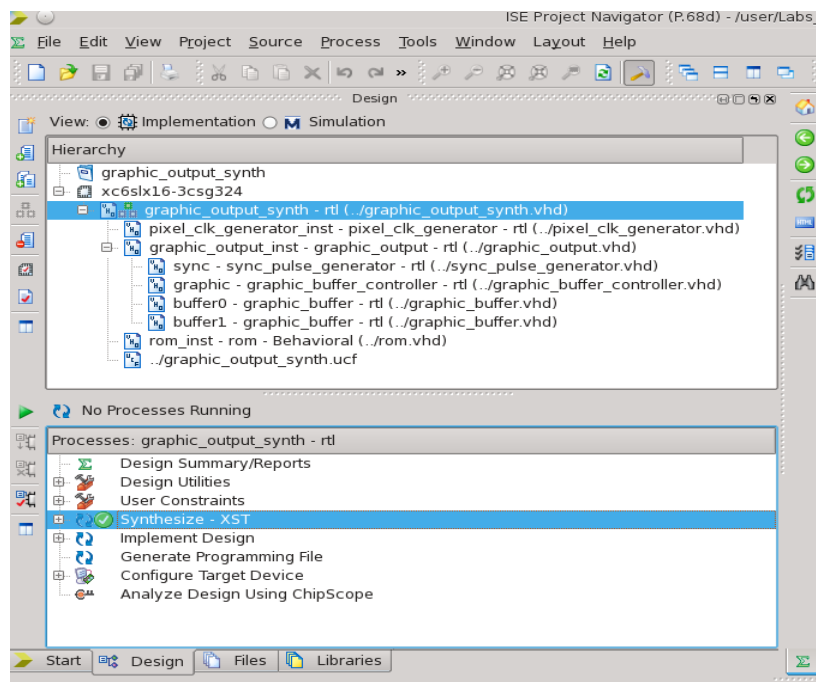 ISE Project Navigator (P.68d) - /user/Labs_
File Edit View Project Source Process Tools Window Layout Help
»
Design
View: Implementation Simulation
Hierarchy
graphic_output_synth
xc6slx16-3csg324
graphic_output_synth - rtl (../graphic_output_synth.vhd)
pixel_clk_generator_inst - pixel_clk_generator - rtl (../pixel_clk_generator.vhd)
graphic_output_inst - graphic_output - rtl (../graphic_output.vhd)
sync - sync_pulse_generator - rtl (../sync_pulse_generator.vhd)
graphic - graphic_buffer_controller - rtl (../graphic_buffer_controller.vhd)
buffer0 - graphic_buffer - rtl (../graphic_buffer.vhd)
buffer1 - graphic_buffer - rtl (../graphic_buffer.vhd)
rom_inst - rom - Behavioral (../rom.vhd)
../graphic_output_synth.ucf
No Processes Running
Processes: graphic_output_synth - rtl
Design Summary/Reports
Design Utilities
User Constraints
Synthesize - XST
Implement Design
Generate Programming File
Configure Target Device
Analyze Design Using ChipScope
Start Design Files Libraries